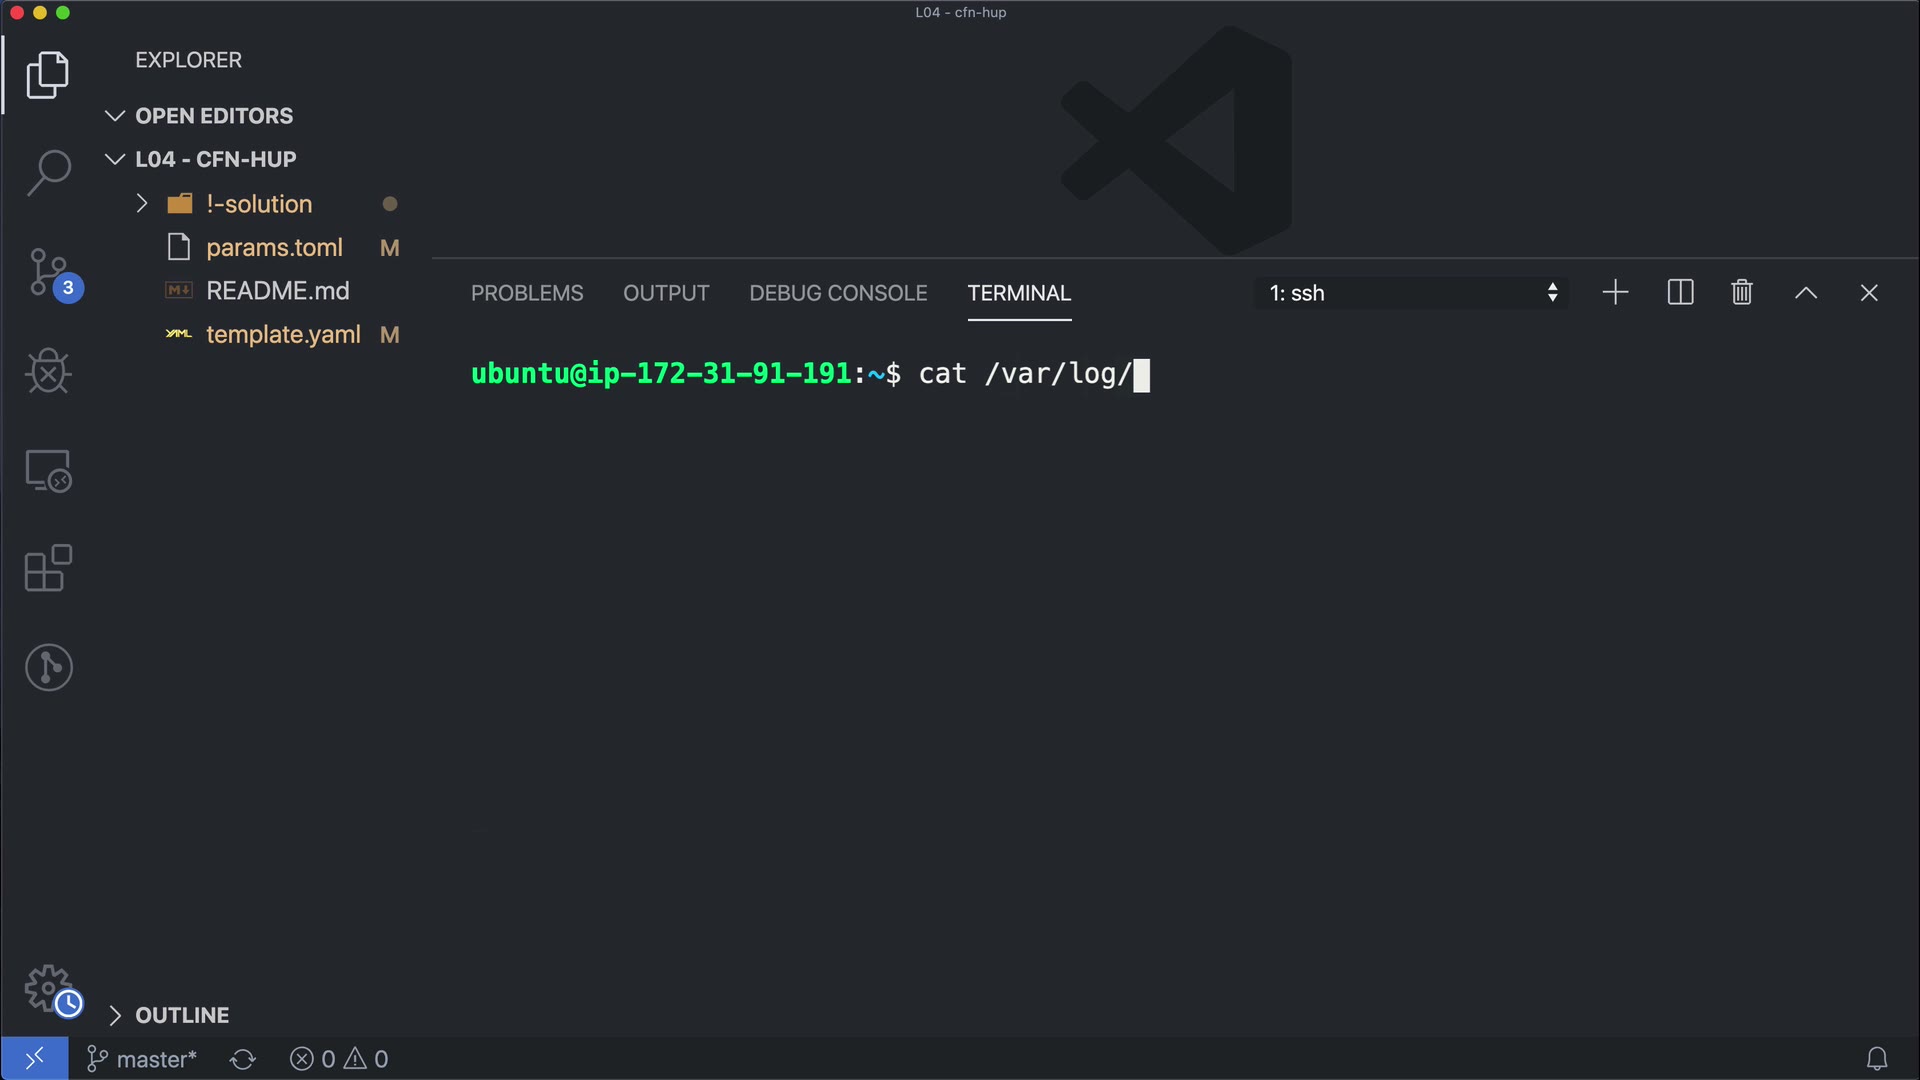 L04 - cfn-hup
EXPLORER
OPEN EDITORS
L04 - CFN-HUP
!-solution
params.toml M
README.md
template.yaml M
3
PROBLEMS OUTPUT DEBUG CONSOLE TERMINAL 1: ssh
ubuntu@ip-172-31-91-191:~$ cat /var/log/
OUTLINE
master* 0 0